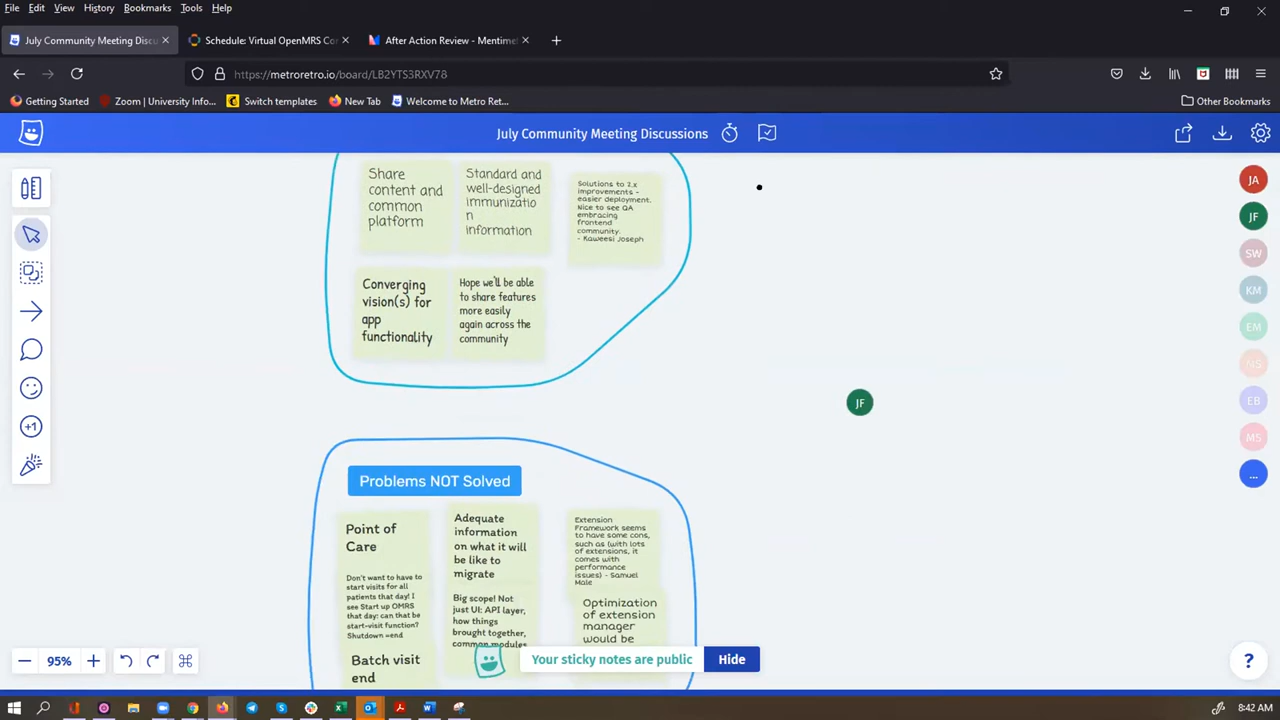 File Edit View History Bookmarks Tools Help
July Community Meeting Discu
Schedule: Virtual OpenMRS Co
After Action Review - Mentime
https://metroretro.io/board/LB2YTS3RXV78
Getting Started
Zoom | University Info...
Switch templates
New Tab
Welcome to Metro Ret...
Other Bookmarks
July Community Meeting Discussions
Share
content and
common
platform
Standard and
well-designed
immunizatio
n
information
Solutions to 2.x
improvements -
easier deployment.
Nice to see QA
embracing
frontend
community.
- Kaweesi Joseph
Converging
vision(s) for
app
functionality
Hope we'll be able
to share features
more easily
again across the
community
JA
JF
SW
KM
EM
MS
EB
MS
...
JF
+1
Problems NOT Solved
Point of
Care
Don't want to have to
start visits for all
patients that day! I
see Start up OMRS
that day: can that be
start-visit function?
Shutdown =end
Batch visit
end
Adequate
information
on what it will
be like to
migrate
Big scope! Not
just UI: API layer,
how things
brought together,
common modules
Extension
Framework seems
to have some cons,
such as (with lots
of extensions, it
comes with
performance
issues) - Samuel
Male
Optimization
of extension
manager
would be
95%
Your sticky notes are public
Hide
?
8:42 AM